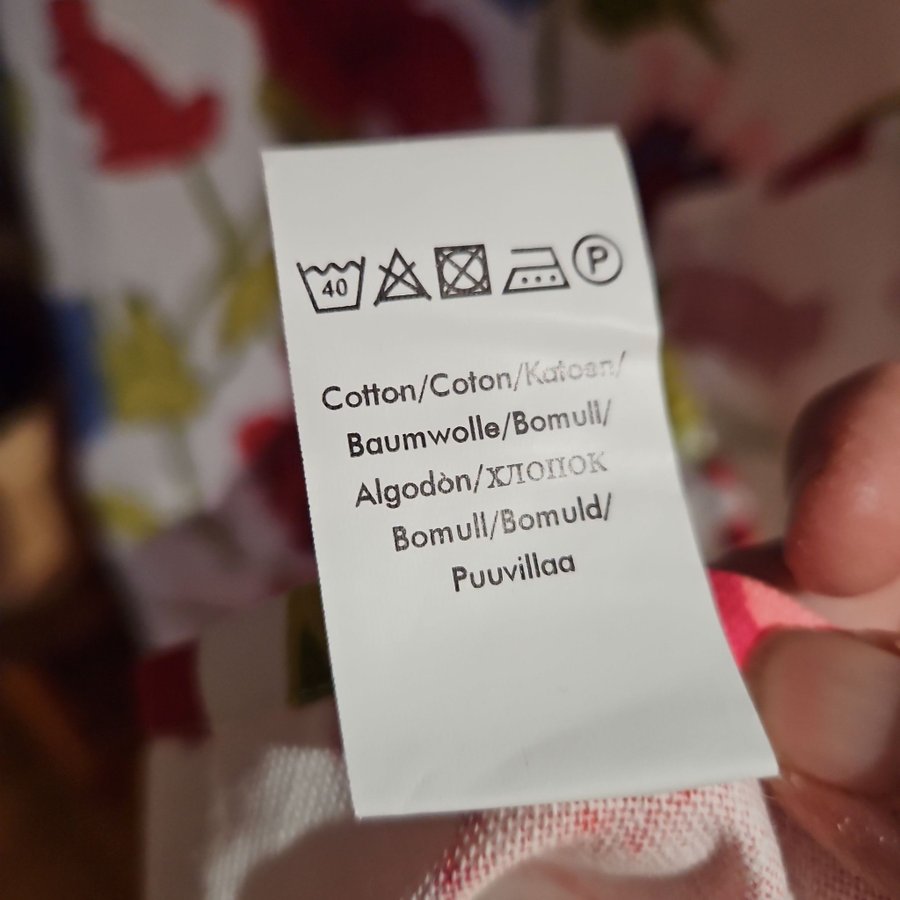 40 P
Cotton/Coton/Katoen/
Baumwolle/Bomull/
Algodòn/хлопок
Bomull/Bomuld/
Puuvillaa